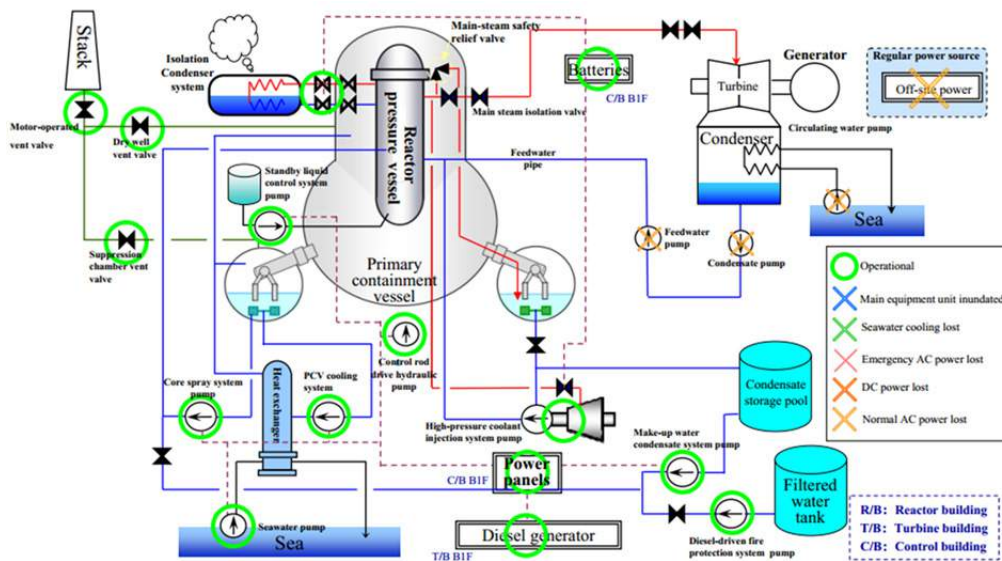 Stack
Motor-operated
vent valve
Dry well
vent valve
Suppression
chamber vent
valve
Isolation
Condenser
system
Standby liquid
control system
pump
Main-steam safety
relief valve
Reactor
pressure vessel
Primary
containment
vessel
Batteries
C/B B1F
Main steam isolation valve
Feedwater
pipe
Turbine
Generator
Regular power source
Off-site power
Circulating water pump
Condenser
Sea
Feedwater
pump
Condensate pump
Operational
Main equipment unit inundated
Seawater cooling lost
Emergency AC power lost
DC power lost
Normal AC power lost
Control rod
drive hydraulic
pump
Core spray system
pump
Heat exchanger
PCV cooling
system
High-pressure coolant
injection system pump
Condensate
storage pool
Make-up water
condensate system pump
Power
panels
C/B B1F
Filtered
water
tank
Seawater pump
Sea
Diesel generator
T/B B1F
Diesel-driven fire
protection system pump
R/B: Reactor building
T/B: Turbine building
C/B: Control building